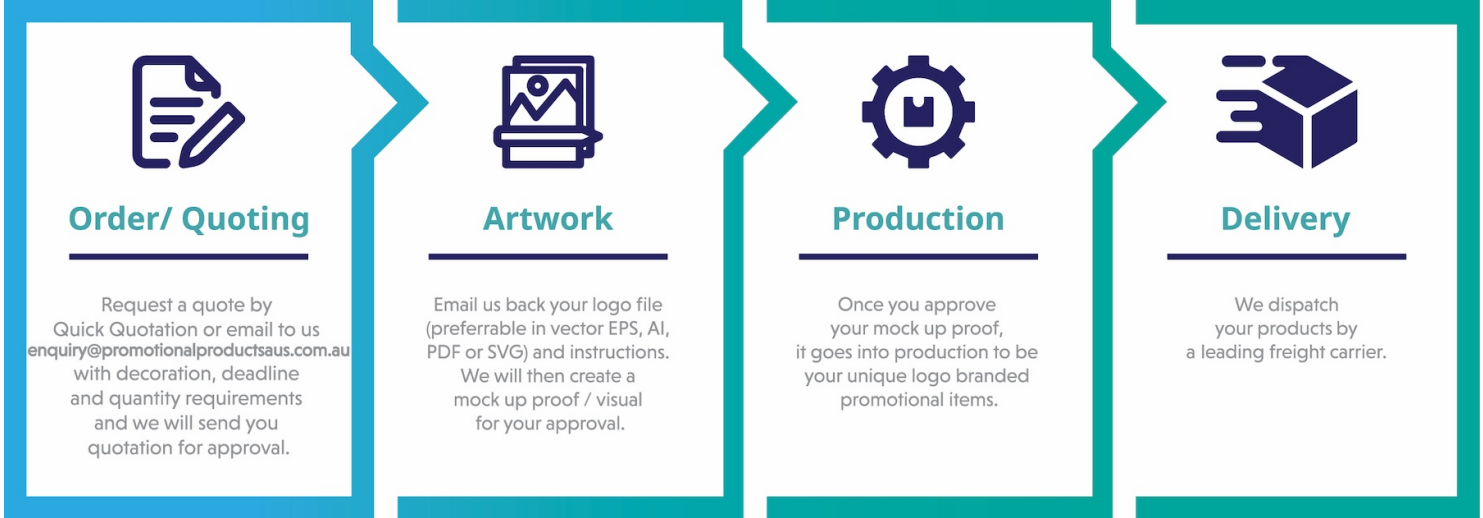 Order/ Quoting
Request a quote by
Quick Quotation or email to us
enquiry@promotionalproductsaus.com.au
with decoration, deadline
and quantity requirements
and we will send you
quotation for approval.
Artwork
Email us back your logo file
(preferrable in vector EPS, AI,
PDF or SVG) and instructions.
We will then create a
mock up proof / visual
for your approval.
Production
Once you approve
your mock up proof,
it goes into production to be
your unique logo branded
promotional items.
Delivery
We dispatch
your products by
a leading freight carrier.